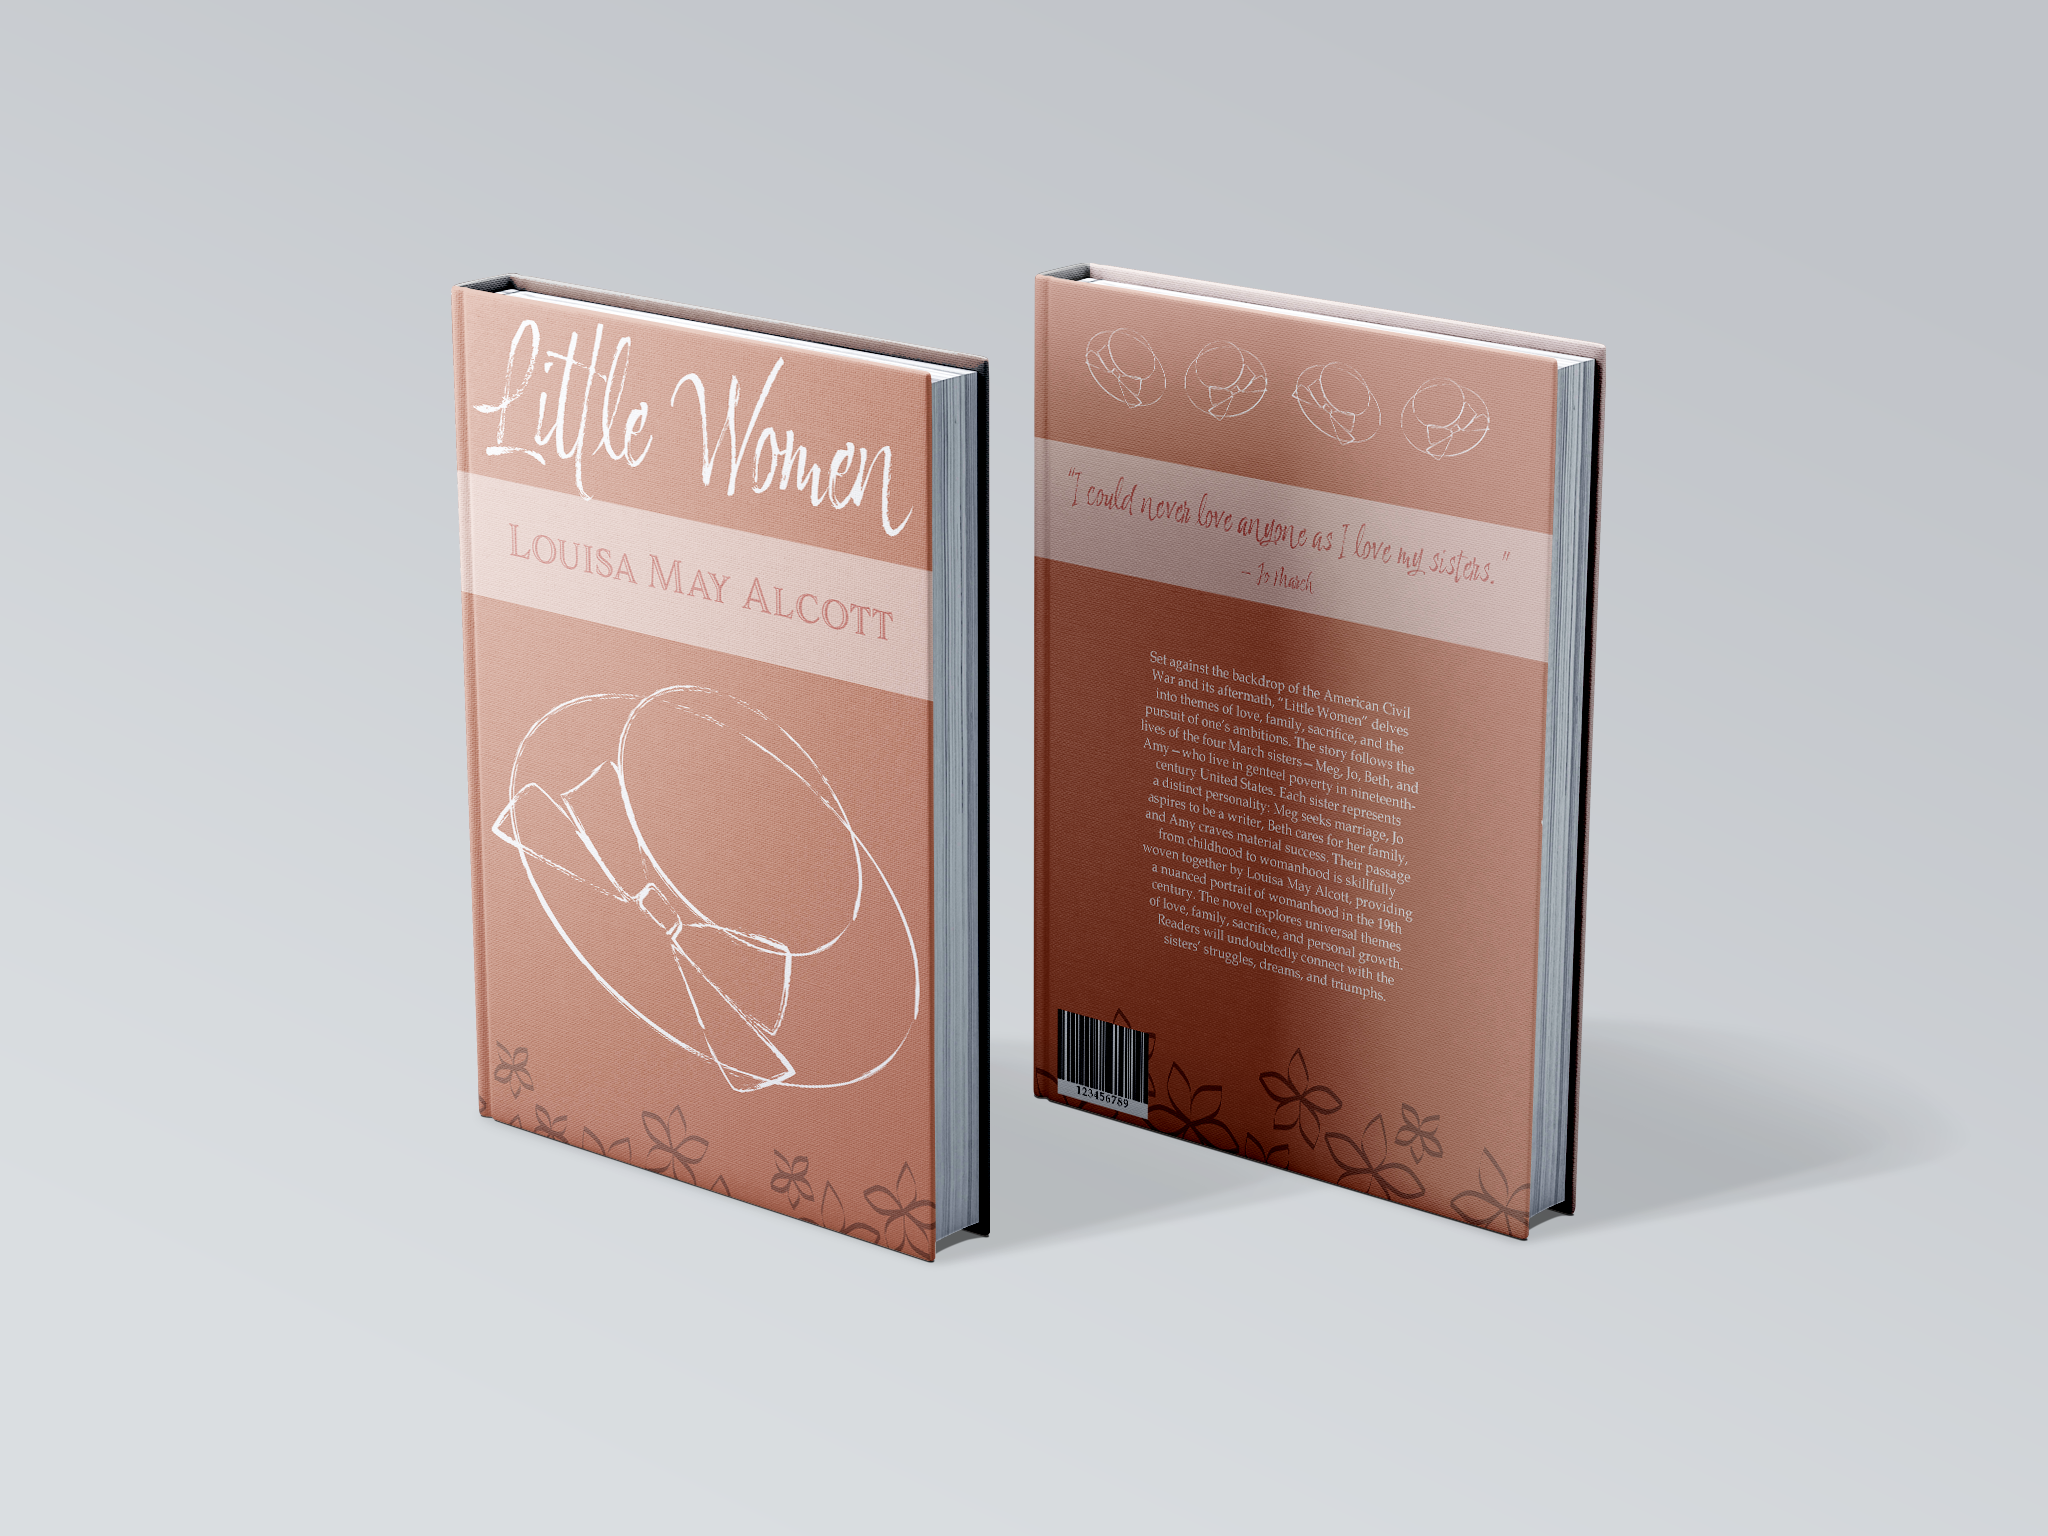 Little Women
LOUISA MAY ALCOTT
"I could never love anyone as I love my sisters."
– Jo March
Set against the backdrop of the American Civil
War and its aftermath, "Little Women" delves
into themes of love, family, sacrifice, and the
pursuit of one's ambitions. The story follows the
lives of the four March sisters—Meg, Jo, Beth, and
Amy—who live in genteel poverty in nineteenth-
century United States. Each sister represents
a distinct personality: Meg seeks marriage, Jo
aspires to be a writer, Beth cares for her family,
and Amy craves material success. Their passage
from childhood to womanhood is skillfully
woven together by Louisa May Alcott, providing
a nuanced portrait of womanhood in the 19th
century. The novel explores universal themes
of love, family, sacrifice, and personal growth.
Readers will undoubtedly connect with the
sisters' struggles, dreams, and triumphs.
123456789